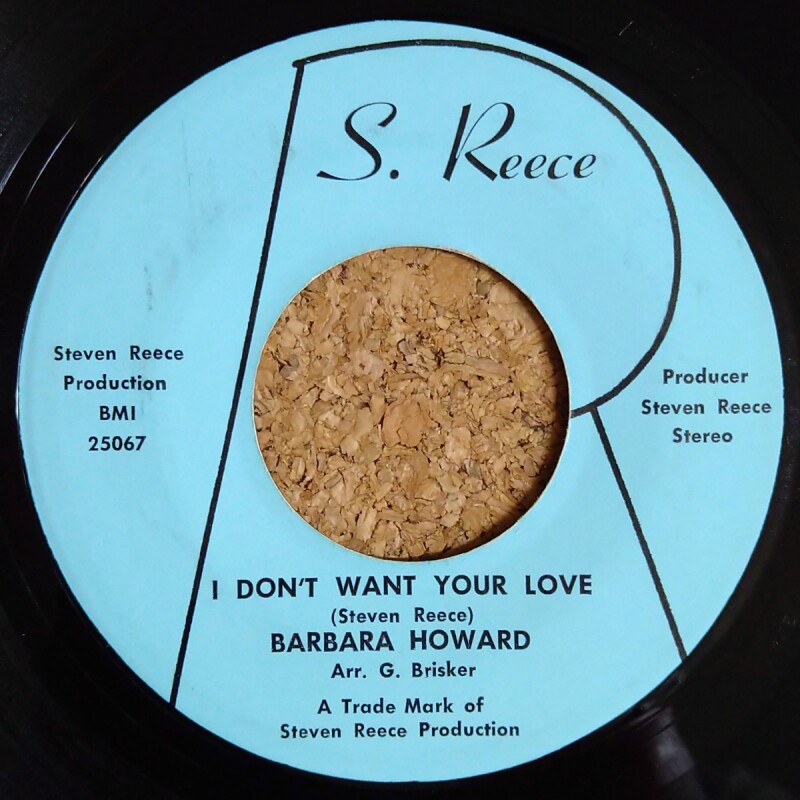 S. Reece
Steven Reece
Production
BMI
25067
Producer
Steven Reece
Stereo
I DON'T WANT YOUR LOVE
(Steven Reece)
BARBARA HOWARD
Arr. G. Brisker
A Trade Mark of
Steven Reece Production